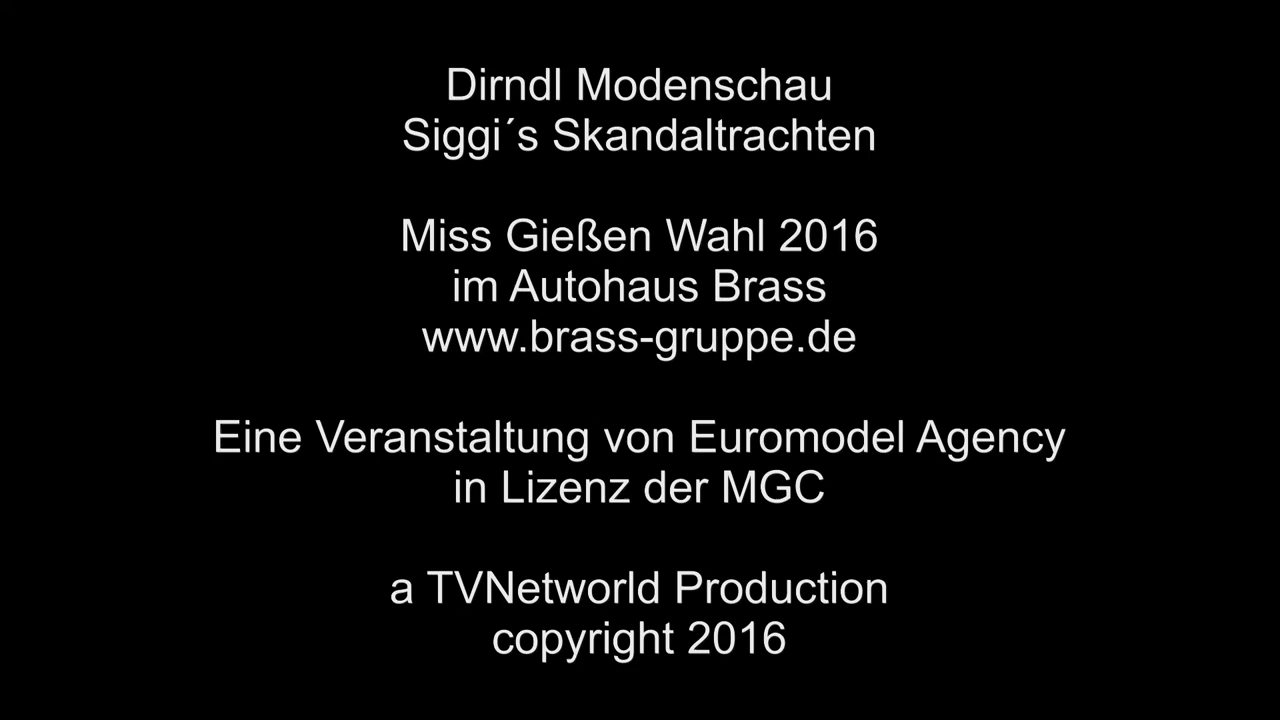 Dirndl Modenschau
Siggi´s Skandaltrachten
Miss Gießen Wahl 2016
im Autohaus Brass
www.brass-gruppe.de
Eine Veranstaltung von Euromodel Agency
in Lizenz der MGC
a TVNetworld Production
copyright 2016